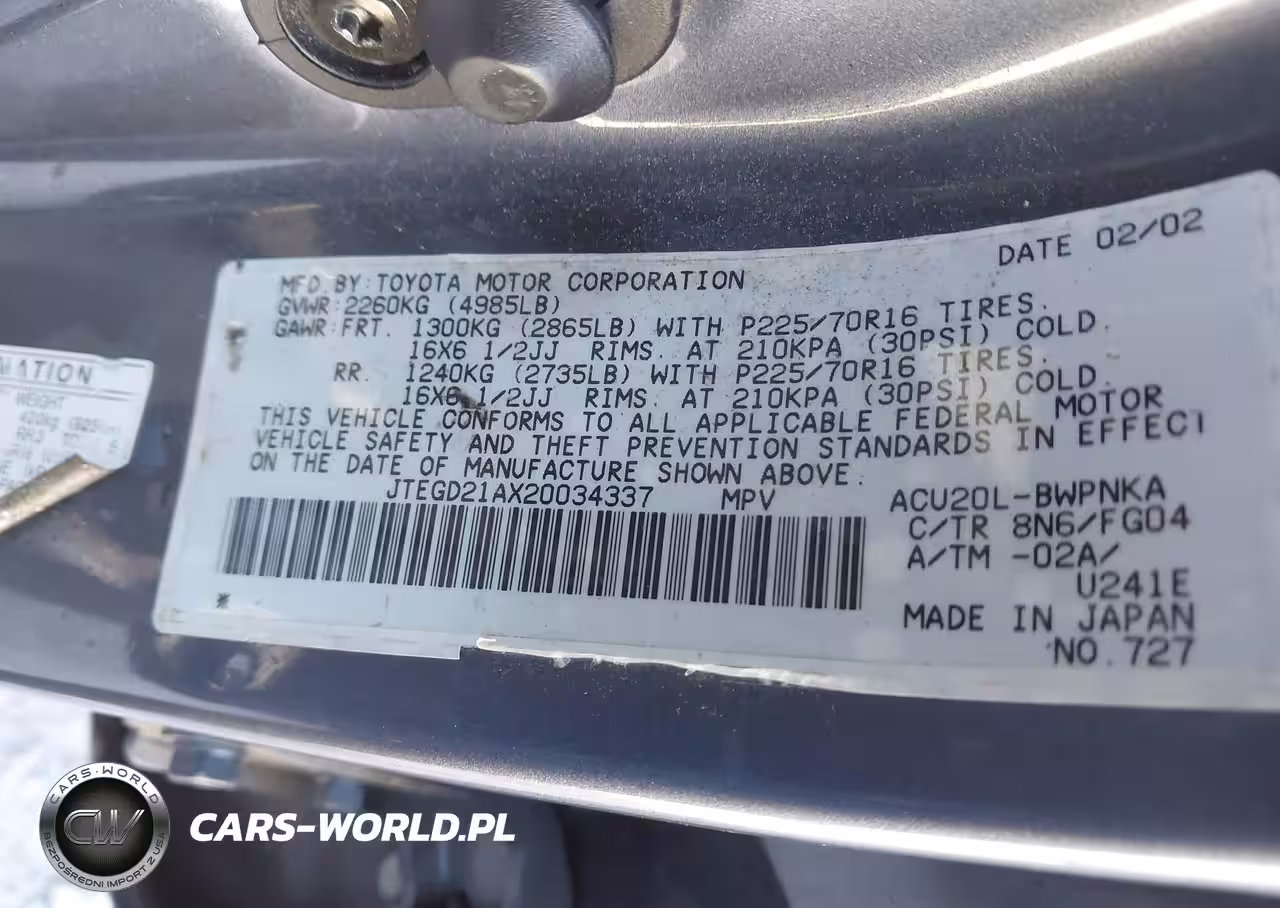 DATE 02/02
MFD. BY: TOYOTA MOTOR CORPORATION
GVWR: 2260KG (4985LB)
GAWR: FRT. 1300KG (2865LB) WITH P225/70R16 TIRES.
16X6 1/2JJ RIMS. AT 210KPA (30PSI) COLD.
RR. 1240KG (2735LB) WITH P225/70R16 TIRES.
16X6 1/2JJ RIMS. AT 210KPA (30PSI) COLD.
THIS VEHICLE CONFORMS TO ALL APPLICABLE FEDERAL MOTOR
VEHICLE SAFETY AND THEFT PREVENTION STANDARDS IN EFFECT
ON THE DATE OF MANUFACTURE SHOWN ABOVE.
JTEGD21AX20034337 MPV ACU20L-BWPNKA
C/TR 8N6/FG04
A/TM -02A/
U241E
MADE IN JAPAN
NO. 727
MATION
WEIGHT
CARS-WORLD
CW
BEZPOŚREDNI IMPORT Z USA
CARS-WORLD.PL